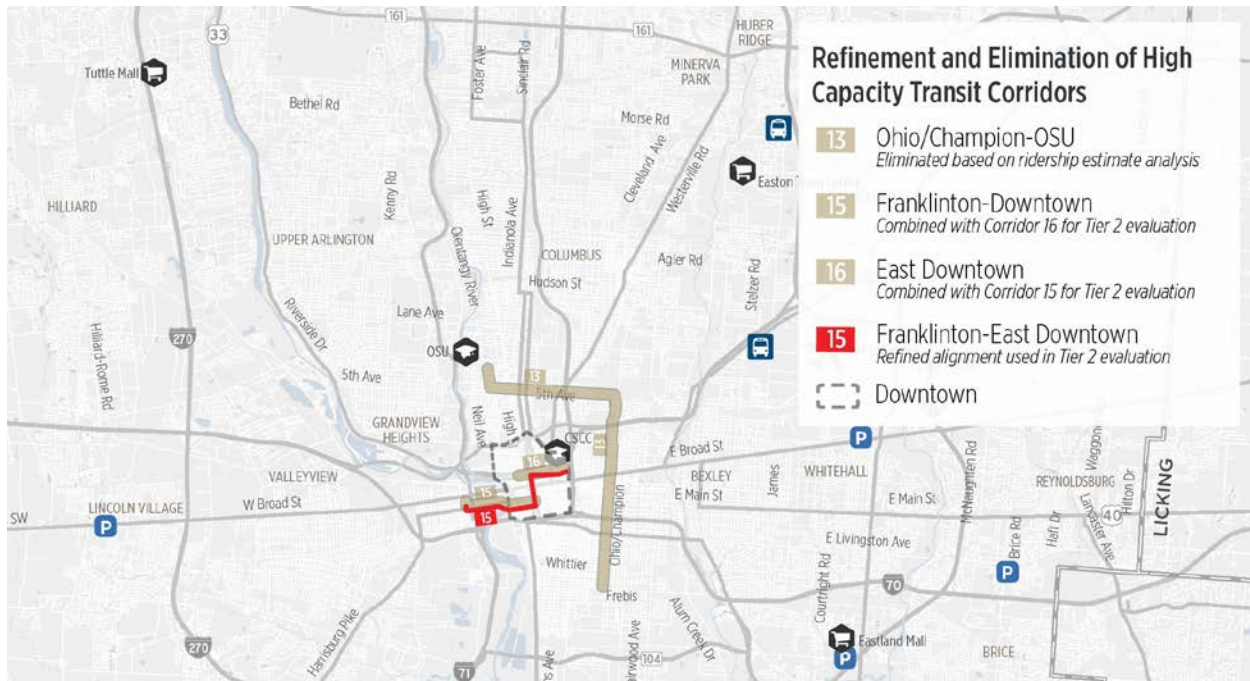 161
161
33
HUBER
RIDGE
MINERVA
PARK
Tuttle Mall
Foster Ave
Sinclair Rd
Bethel Rd
Morse Rd
Cleveland Ave
Westerville Rd
Easton
Kenny Rd
High St
Indianola Ave
HILLIARD
UPPER ARLINGTON
Olentangy River
COLUMBUS
Agler Rd
Stelzer Rd
Hudson St
Riverside Dr
Lane Ave
Hilliard-Rome Rd
270
OSU
5th Ave
13
5th Ave
GRANDVIEW
HEIGHTS
Neil Ave
High
CSCC
13
16
E Broad St
VALLEYVIEW
BEXLEY
WHITEHALL
James
E Main St
E Main St
McNaughten Rd
REYNOLDSBURG
Hilton Dr
LICKING
SW
LINCOLN VILLAGE
P
W Broad St
15
15
P
40
Brice Rd
Hafi Dr
Lancaster Ave
E Livingston Ave
Whittier
Ohio/Champion
Frebis
Courtright Rd
70
P
Alum Creek Dr
Harrisburg Pike
270
71
104
Eastland Mall
P
BRICE
Refinement and Elimination of High
Capacity Transit Corridors
13 Ohio/Champion-OSU
Eliminated based on ridership estimate analysis
15 Franklinton-Downtown
Combined with Corridor 16 for Tier 2 evaluation
16 East Downtown
Combined with Corridor 15 for Tier 2 evaluation
15 Franklinton-East Downtown
Refined alignment used in Tier 2 evaluation
Downtown